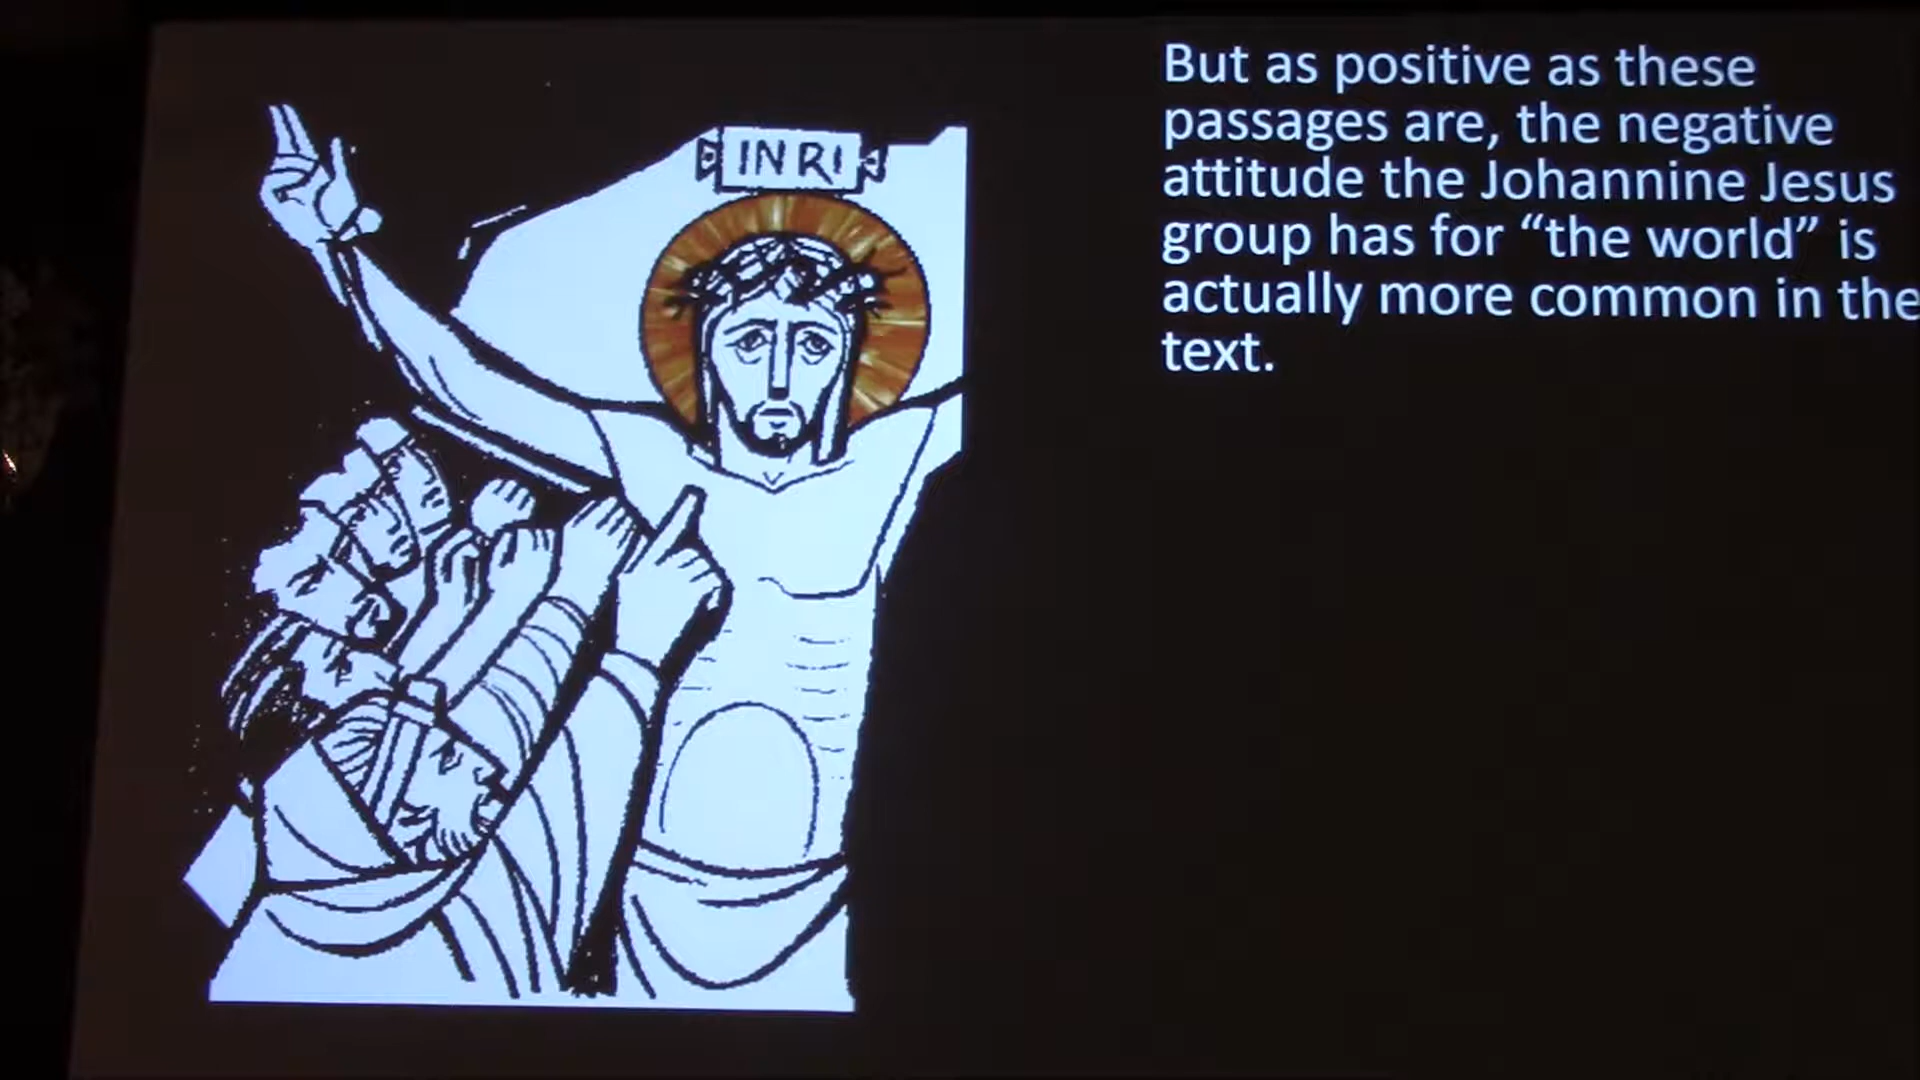 INRI
But as positive as these
passages are, the negative
attitude the Johannine Jesus
group has for “the world” is
actually more common in the
text.